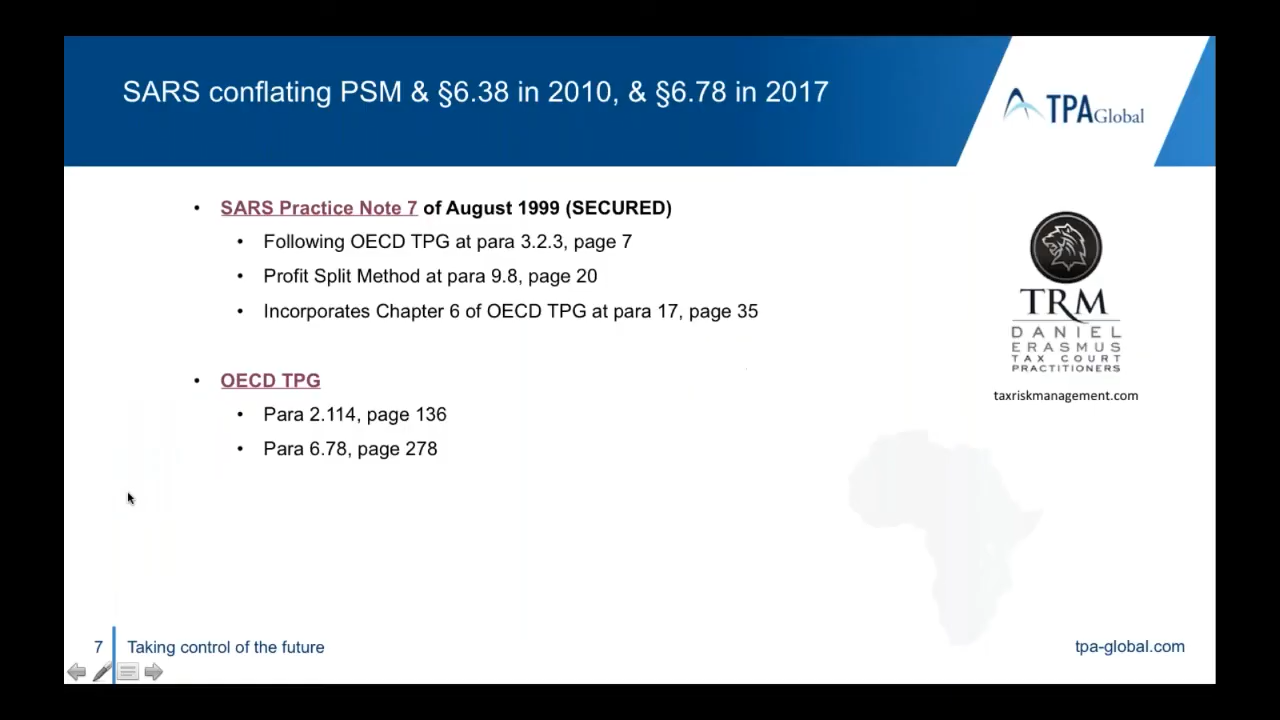 SARS conflating PSM & §6.38 in 2010, & §6.78 in 2017
TPAGlobal
• SARS Practice Note 7 of August 1999 (SECURED)
• Following OECD TPG at para 3.2.3, page 7
• Profit Split Method at para 9.8, page 20
• Incorporates Chapter 6 of OECD TPG at para 17, page 35
• OECD TPG
• Para 2.114, page 136
• Para 6.78, page 278
TRM
DANIEL
ERASMUS
TAX COURT
PRACTITIONERS
taxriskmanagement.com
7
Taking control of the future
tpa-global.com